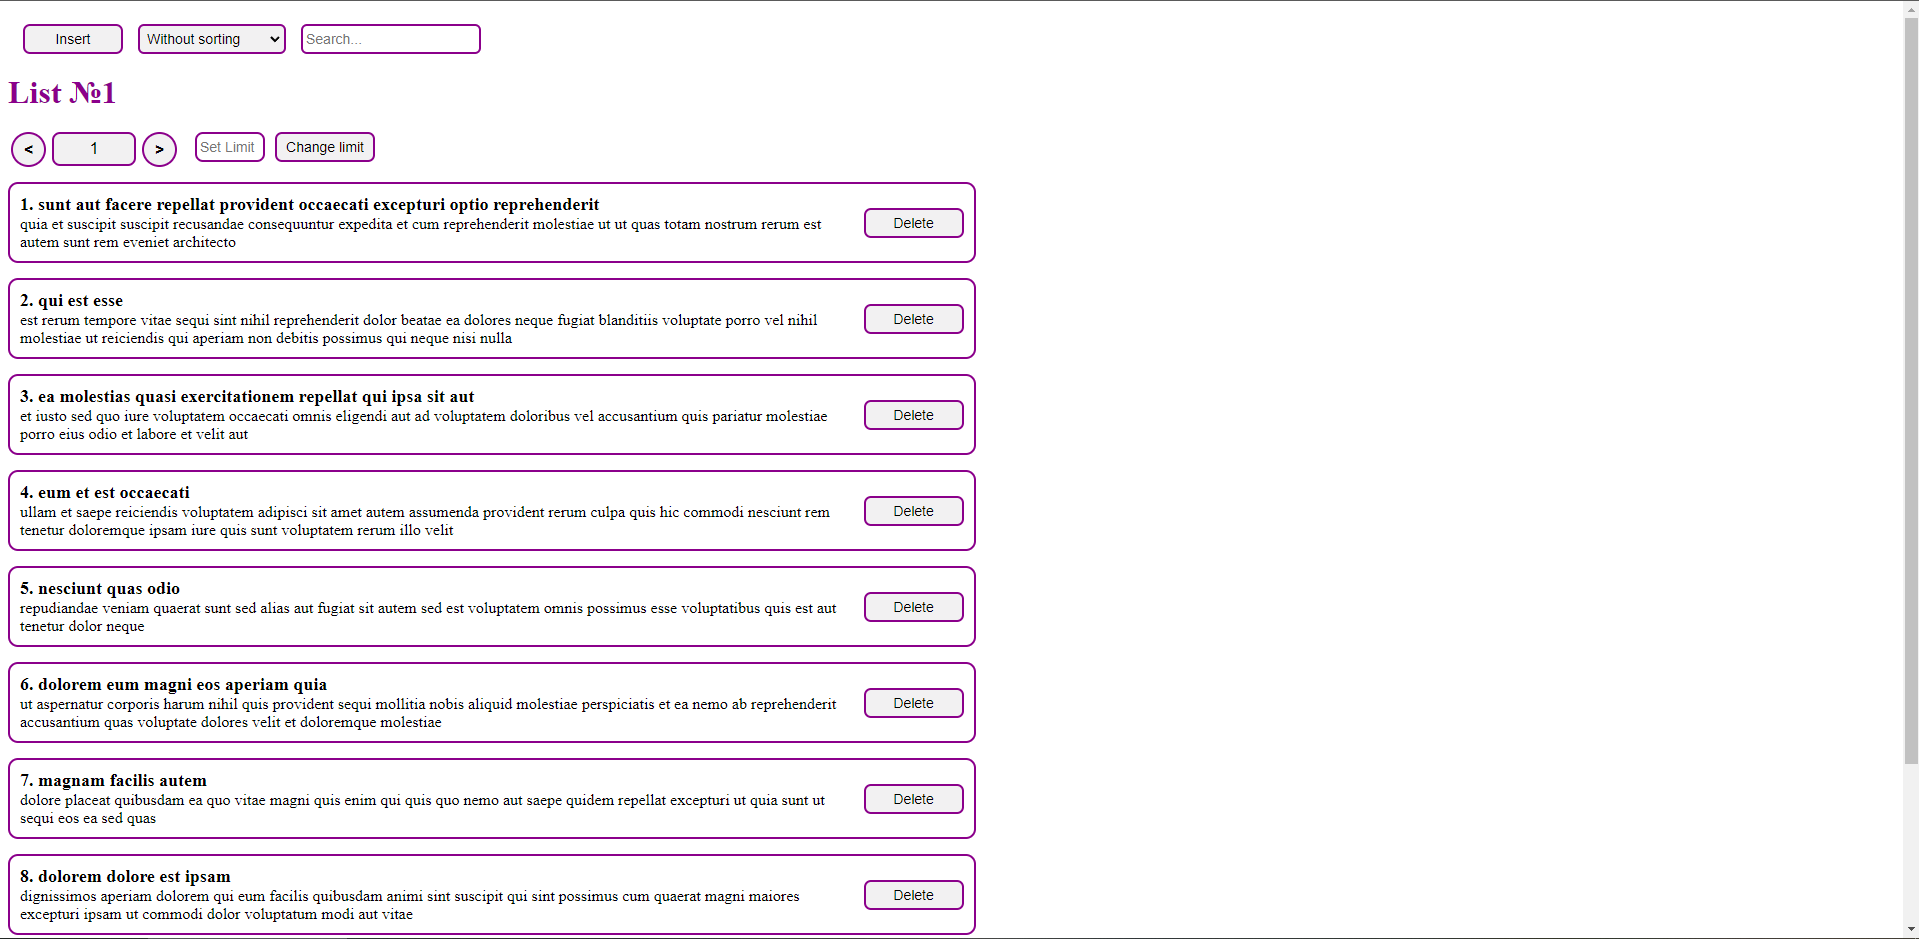 Insert Without sorting Search...
List №1
< 1 > Set Limit Change limit
1. sunt aut facere repellat provident occaecati excepturi optio reprehenderit
quia et suscipit suscipit recusandae consequuntur expedita et cum reprehenderit molestiae ut ut quas totam nostrum rerum est
autem sunt rem eveniet architecto
Delete
2. qui est esse
est rerum tempore vitae sequi sint nihil reprehenderit dolor beatae ea dolores neque fugiat blanditiis voluptate porro vel nihil
molestiae ut reiciendis qui aperiam non debitis possimus qui neque nisi nulla
Delete
3. ea molestias quasi exercitationem repellat qui ipsa sit aut
et iusto sed quo iure voluptatem occaecati omnis eligendi aut ad voluptatem doloribus vel accusantium quis pariatur molestiae
porro eius odio et labore et velit aut
Delete
4. eum et est occaecati
ullam et saepe reiciendis voluptatem adipisci sit amet autem assumenda provident rerum culpa quis hic commodi nesciunt rem
tenetur doloremque ipsam iure quis sunt voluptatem rerum illo velit
Delete
5. nesciunt quas odio
repudiandae veniam quaerat sunt sed alias aut fugiat sit autem sed est voluptatem omnis possimus esse voluptatibus quis est aut
tenetur dolor neque
Delete
6. dolorem eum magni eos aperiam quia
ut aspernatur corporis harum nihil quis provident sequi mollitia nobis aliquid molestiae perspiciatis et ea nemo ab reprehenderit
accusantium quas voluptate dolores velit et doloremque molestiae
Delete
7. magnam facilis autem
dolore placeat quibusdam ea quo vitae magni quis enim qui quis quo nemo aut saepe quidem repellat excepturi ut quia sunt ut
sequi eos ea sed quas
Delete
8. dolorem dolore est ipsam
dignissimos aperiam dolorem qui eum facilis quibusdam animi sint suscipit qui sint possimus cum quaerat magni maiores
excepturi ipsam ut commodi dolor voluptatum modi aut vitae
Delete